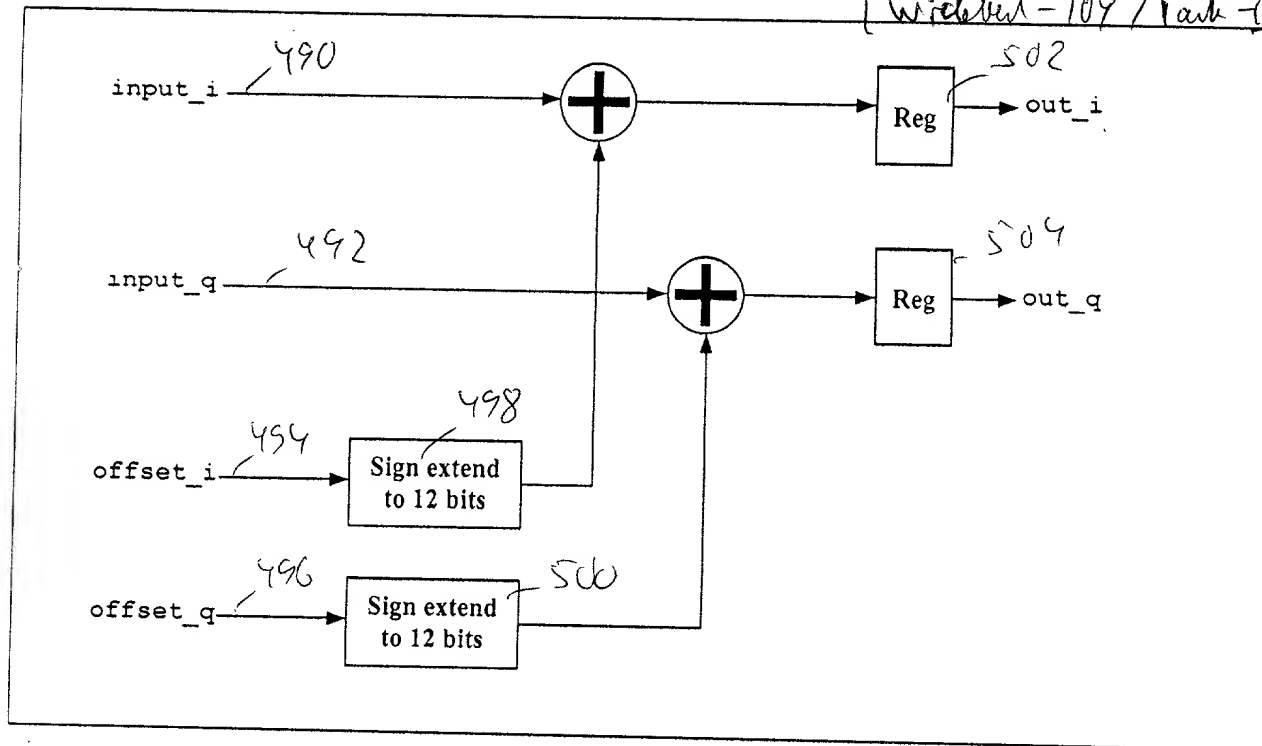 490
502
input_i
Reg
out_i
492
504
input_q
Reg
out_q
498
494
offset_i
Sign extend
to 12 bits
496
500
offset_q
Sign extend
to 12 bits